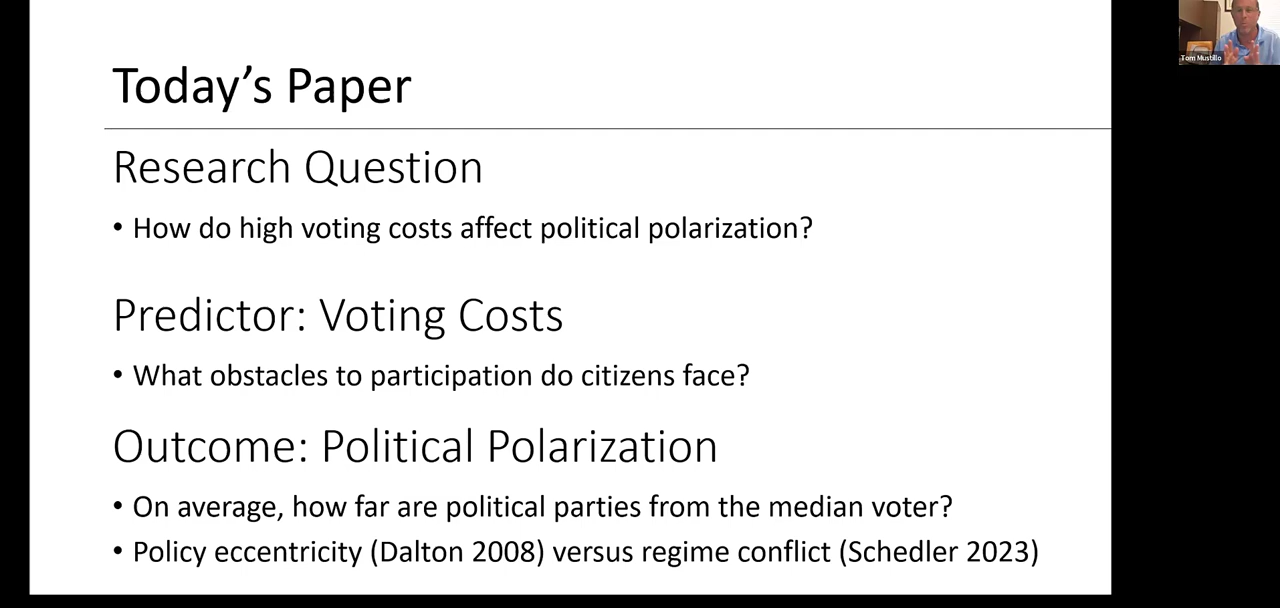 Today's Paper
Tom Mustillo
Research Question
• How do high voting costs affect political polarization?
Predictor: Voting Costs
• What obstacles to participation do citizens face?
Outcome: Political Polarization
• On average, how far are political parties from the median voter?
• Policy eccentricity (Dalton 2008) versus regime conflict (Schedler 2023)